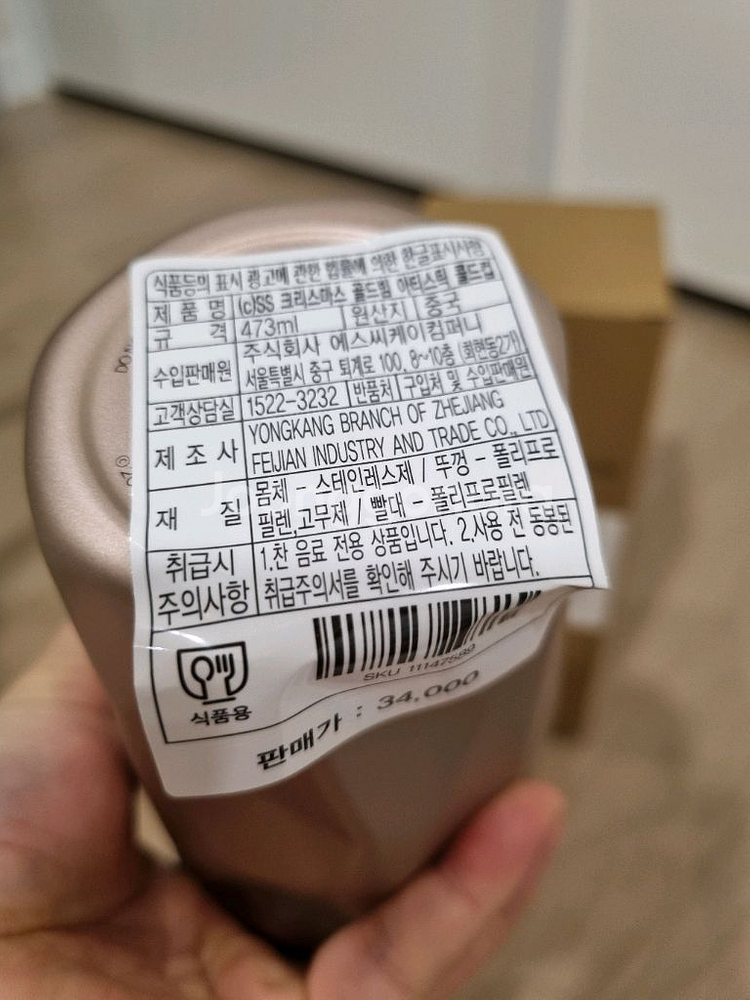 식품등의 표시 광고에 관한 법률에 의한 한글표시사항
제 품 명 (c)SS 크리스마스 골드림 아티스틱 콜드컵
규 격 473ml 원산지 중국
수입판매원 주식회사 에스씨케이컴퍼니
서울특별시 중구 퇴계로 100, 8~10층 (회현동2가)
고객상담실 1522-3232 반품처 구입처 및 수입판매원
제 조 사 YONGKANG BRANCH OF ZHEJIANG
FEIJIAN INDUSTRY AND TRADE CO., LTD
재 질 몸체 - 스테인레스제 / 뚜껑 - 폴리프로
필렌,고무제 / 빨대 - 폴리프로필렌
취급시 1.찬 음료 전용 상품입니다. 2.사용 전 동봉된
주의사항 취급주의서를 확인해 주시기 바랍니다.
SKU 11147589
식품용
판매가 : 34,000